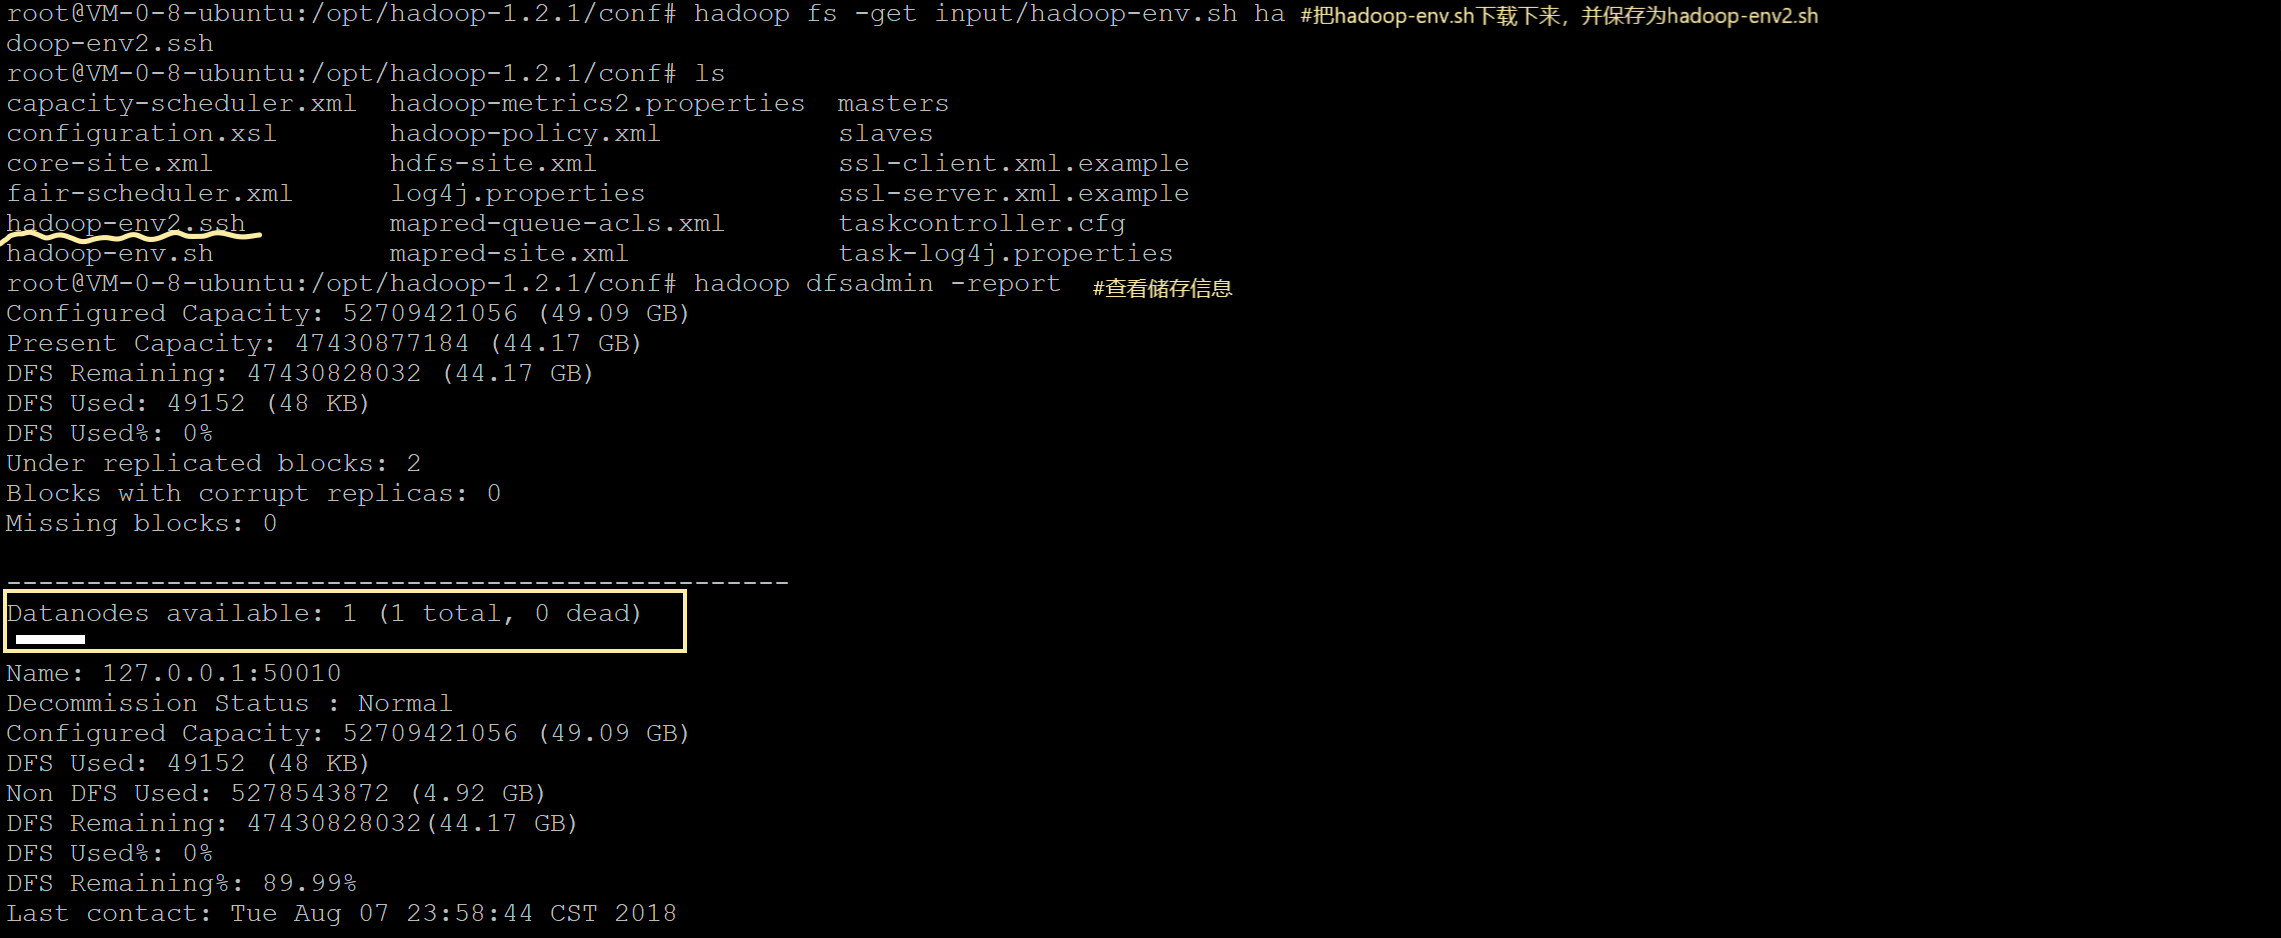 root@VM-0-8-ubuntu:/opt/hadoop-1.2.1/conf# hadoop fs -get input/hadoop-env.sh ha #把hadoop-env.sh下载下来，并保存为hadoop-env2.sh
doop-env2.ssh
root@VM-0-8-ubuntu:/opt/hadoop-1.2.1/conf# ls
capacity-scheduler.xml  hadoop-metrics2.properties  masters
configuration.xsl       hadoop-policy.xml           slaves
core-site.xml           hdfs-site.xml               ssl-client.xml.example
fair-scheduler.xml      log4j.properties            ssl-server.xml.example
hadoop-env2.ssh         mapred-queue-acls.xml       taskcontroller.cfg
hadoop-env.sh           mapred-site.xml             task-log4j.properties
root@VM-0-8-ubuntu:/opt/hadoop-1.2.1/conf# hadoop dfsadmin -report  #查看储存信息
Configured Capacity: 52709421056 (49.09 GB)
Present Capacity: 47430877184 (44.17 GB)
DFS Remaining: 47430828032 (44.17 GB)
DFS Used: 49152 (48 KB)
DFS Used%: 0%
Under replicated blocks: 2
Blocks with corrupt replicas: 0
Missing blocks: 0
-------------------------------------------------
Datanodes available: 1 (1 total, 0 dead)
Name: 127.0.0.1:50010
Decommission Status : Normal
Configured Capacity: 52709421056 (49.09 GB)
DFS Used: 49152 (48 KB)
Non DFS Used: 5278543872 (4.92 GB)
DFS Remaining: 47430828032(44.17 GB)
DFS Used%: 0%
DFS Remaining%: 89.99%
Last contact: Tue Aug 07 23:58:44 CST 2018